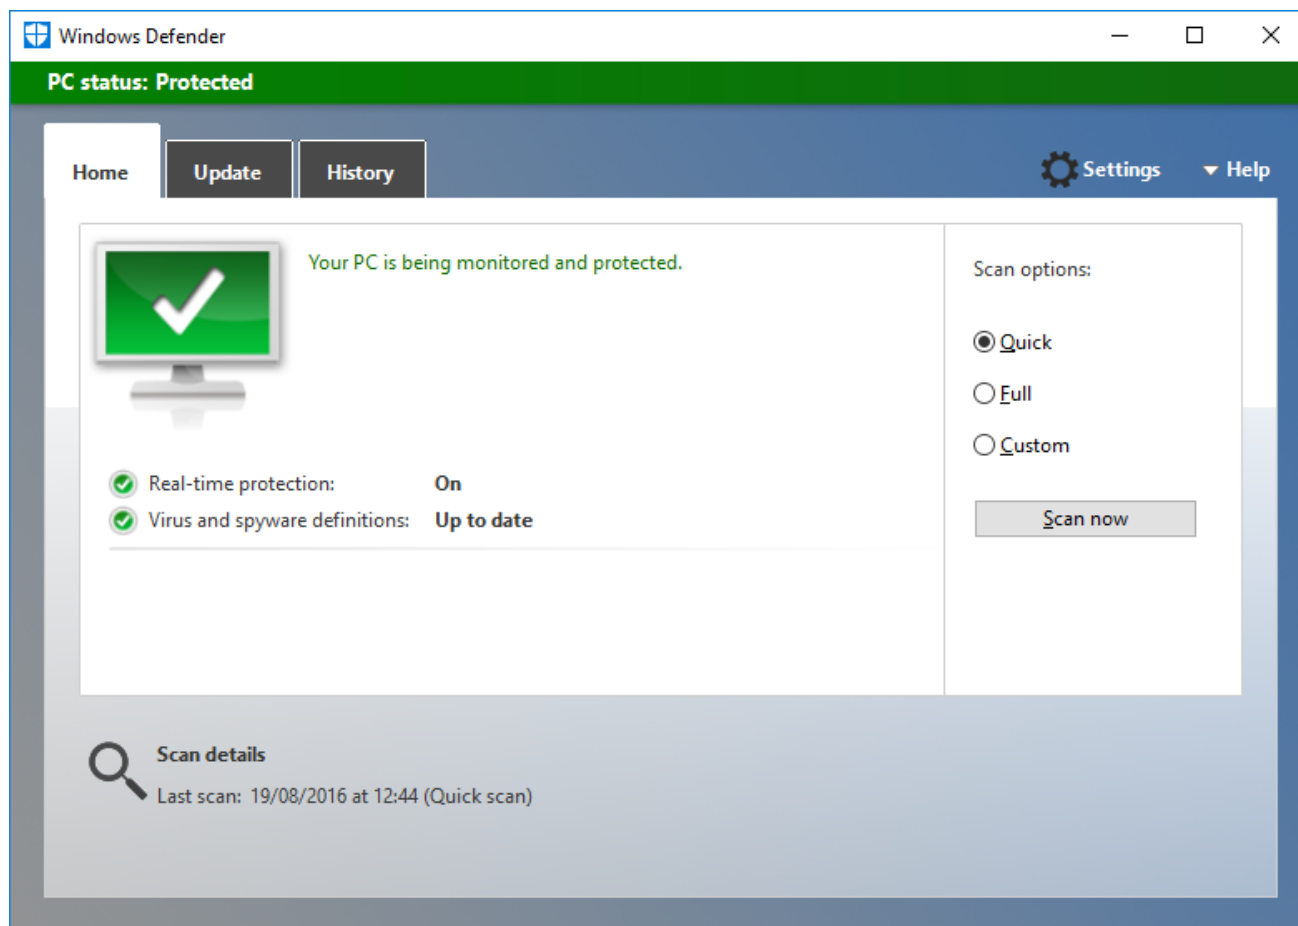 Windows Defender
PC status: Protected
Home
Update
History
Settings
Help
Your PC is being monitored and protected.
Real-time protection: On
Virus and spyware definitions: Up to date
Scan options:
Quick
Full
Custom
Scan now
Scan details
Last scan: 19/08/2016 at 12:44 (Quick scan)